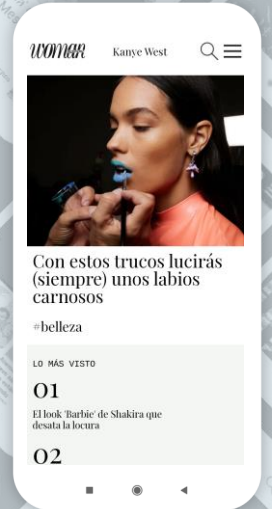 woman
Kanye West
Con estos trucos lucirás
(siempre) unos labios
carnosos
#belleza
LO MÁS VISTO
01
El look 'Barbie' de Shakira que
desata la locura
02